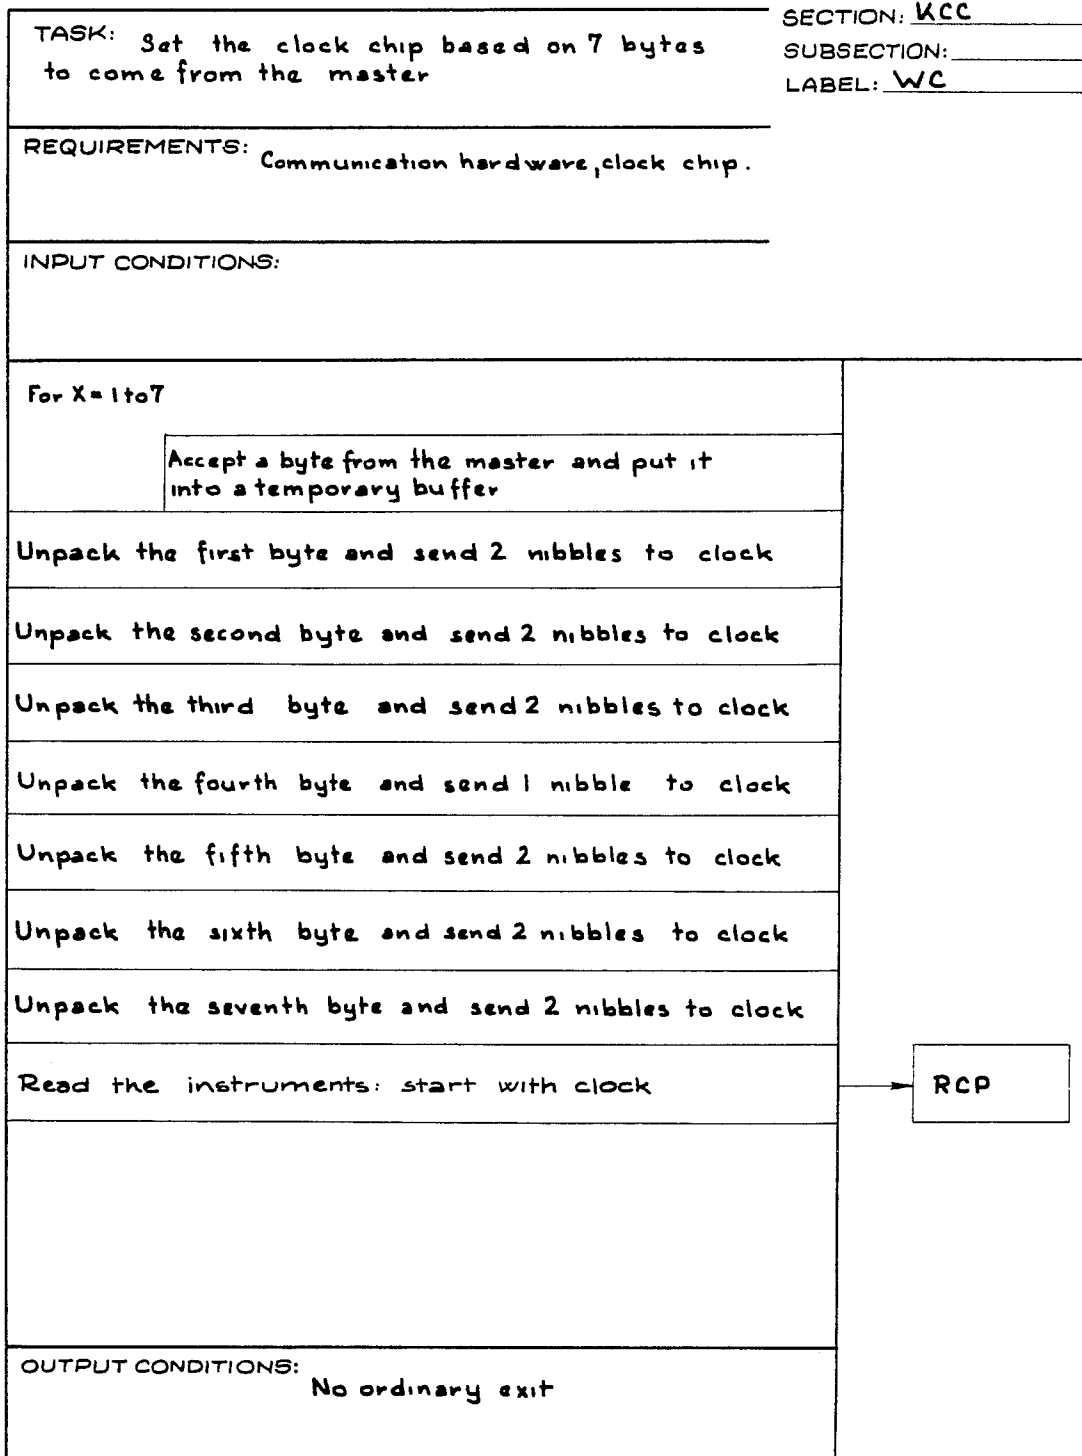 SECTION: KCC
SUBSECTION:
LABEL: WC
TASK: Set the clock chip based on 7 bytes
to come from the master
REQUIREMENTS: Communication hardware, clock chip.
INPUT CONDITIONS:
For X = 1 to 7
Accept a byte from the master and put it
into a temporary buffer
Unpack the first byte and send 2 nibbles to clock
Unpack the second byte and send 2 nibbles to clock
Unpack the third byte and send 2 nibbles to clock
Unpack the fourth byte and send 1 nibble to clock
Unpack the fifth byte and send 2 nibbles to clock
Unpack the sixth byte and send 2 nibbles to clock
Unpack the seventh byte and send 2 nibbles to clock
Read the instruments: start with clock
RCP
OUTPUT CONDITIONS:
No ordinary exit